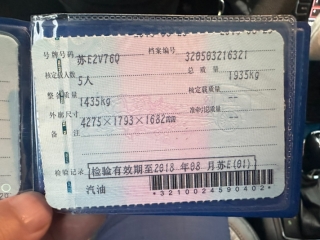 号牌号码 苏E2V76Q 档案编号 320583216321
核定载人数 5人 总质量 1935kg
整备质量 1435kg 核定载质量 --
外廓尺寸 4275×1793×1682mm 准牵引总质量 --
备注
检验记录 检验有效期至2018年08月苏E(01)
汽油
*3210024590402*